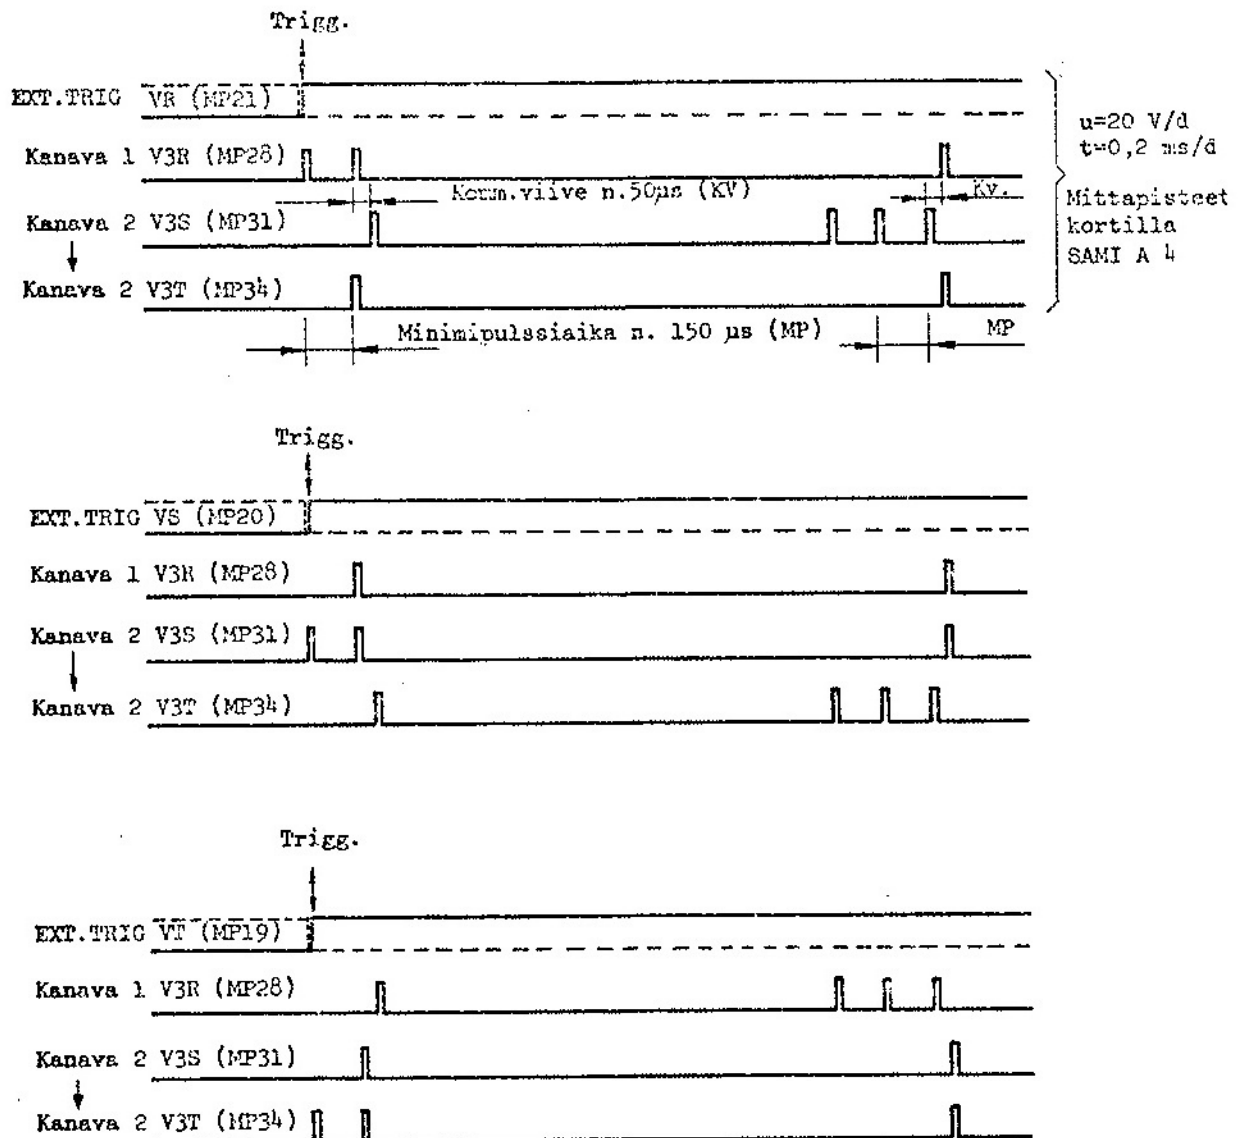 Trigg.
EXT.TRIG VR (MP21)
u=20 V/d
t=0,2 ms/d
Kanava 1 V3R (MP28)
Komm.viive n.50µs (KV)
Kv.
Mittapisteet
kortilla
SAMI A 4
Kanava 2 V3S (MP31)
Kanava 2 V3T (MP34)
Minimipulssiaika n. 150 µs (MP)
MP
Trigg.
EXT.TRIG VS (MP20)
Kanava 1 V3R (MP28)
Kanava 2 V3S (MP31)
Kanava 2 V3T (MP34)
Trigg.
EXT.TRIG VT (MP19)
Kanava 1 V3R (MP28)
Kanava 2 V3S (MP31)
Kanava 2 V3T (MP34)